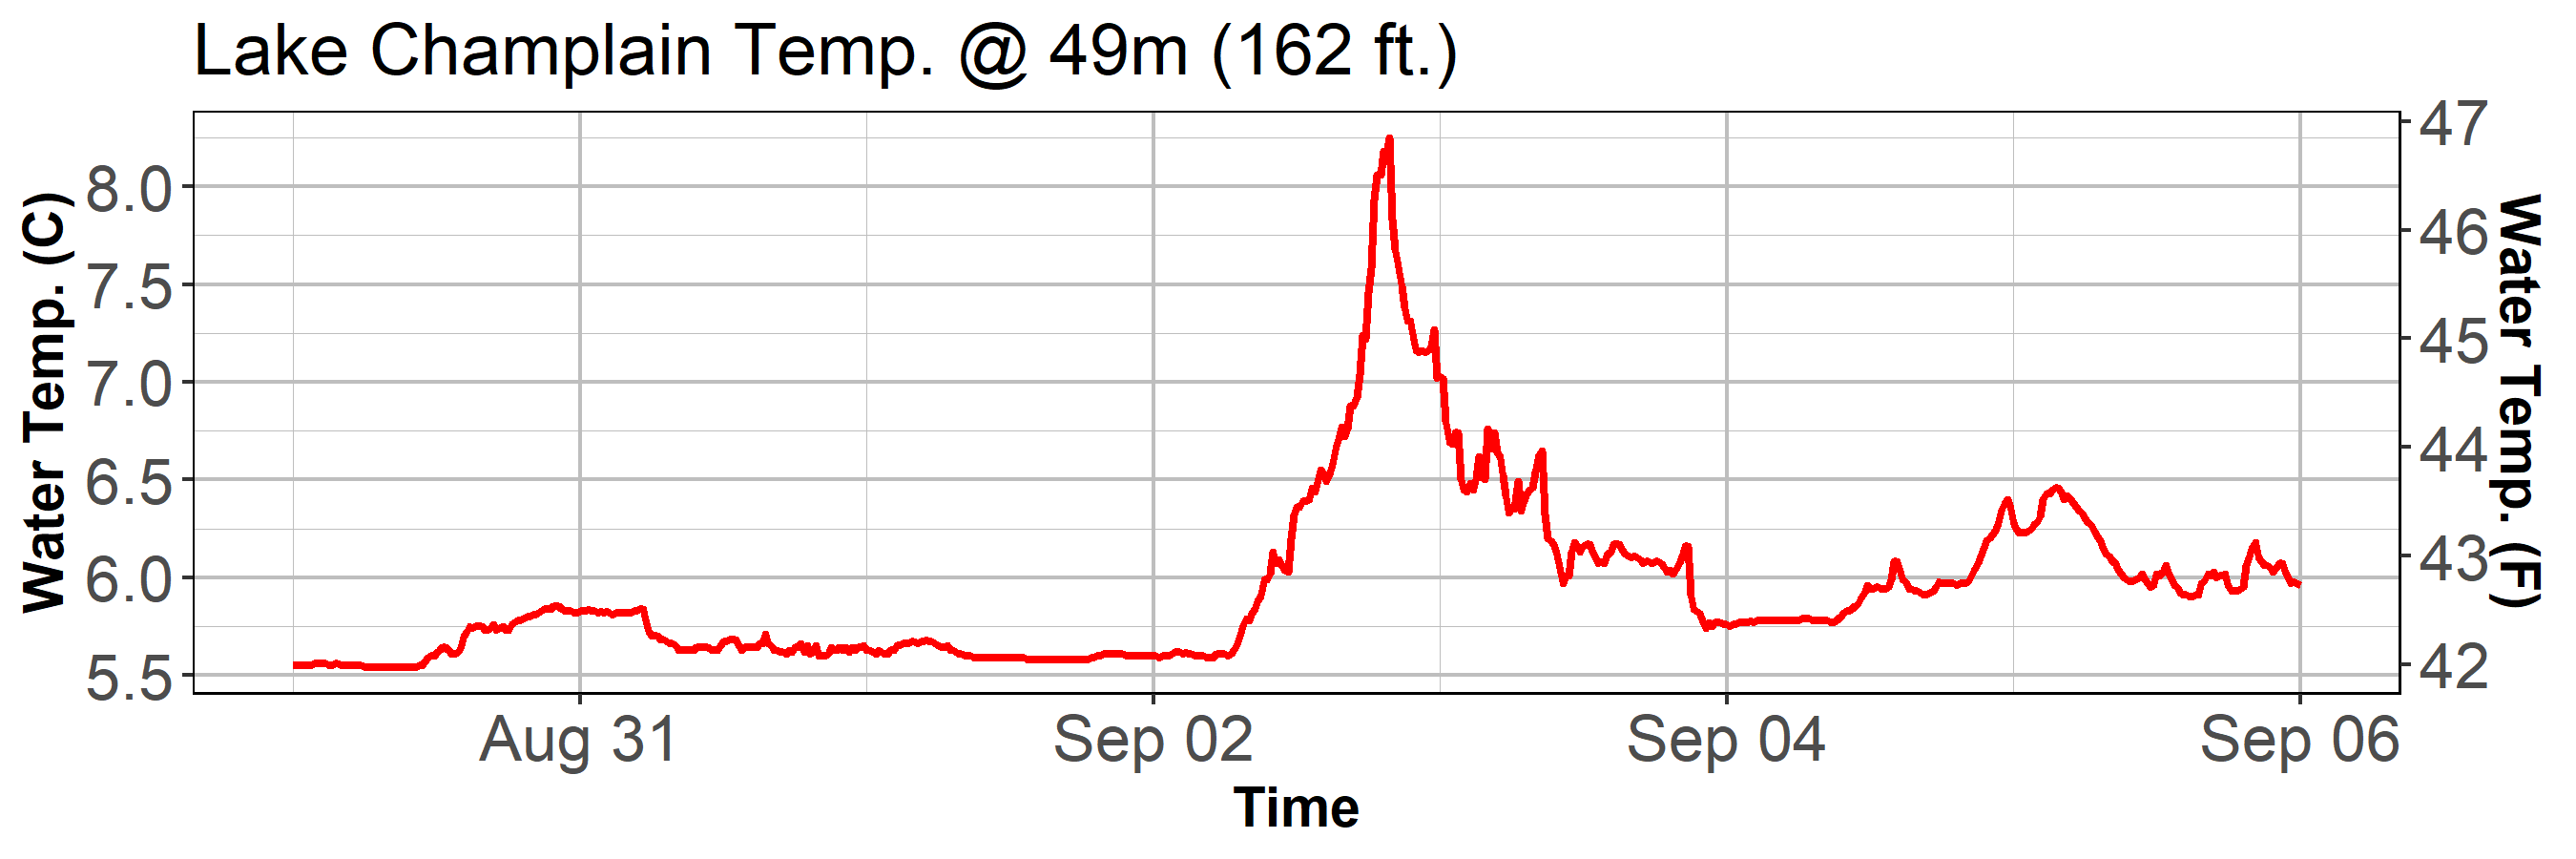 Lake Champlain Temp. @ 49m (162 ft.)
Water Temp. (C)
8.0
7.5
7.0
6.5
6.0
5.5
47
46
45
44
43
42
Water Temp. (F)
Aug 31
Sep 02
Sep 04
Sep 06
Time